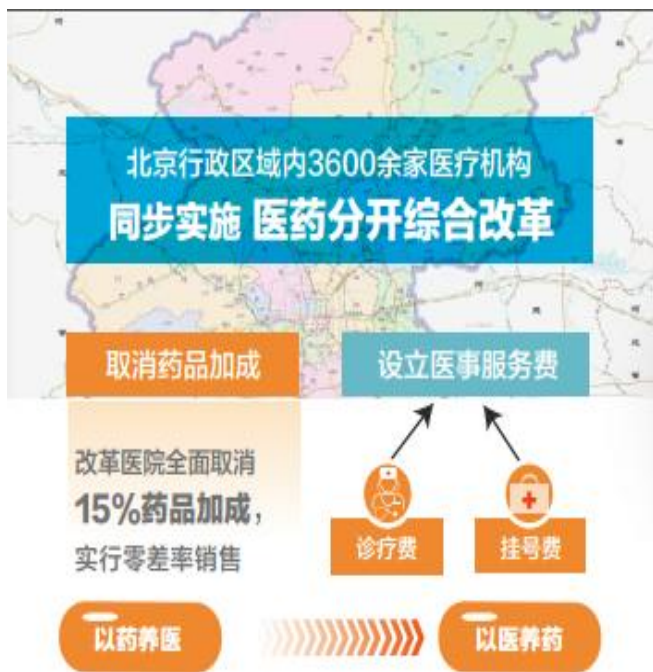 北京行政区域内3600余家医疗机构
同步实施 医药分开综合改革
取消药品加成
设立医事服务费
改革医院全面取消
15%药品加成，
实行零差率销售
诊疗费
挂号费
以药养医
以医养药